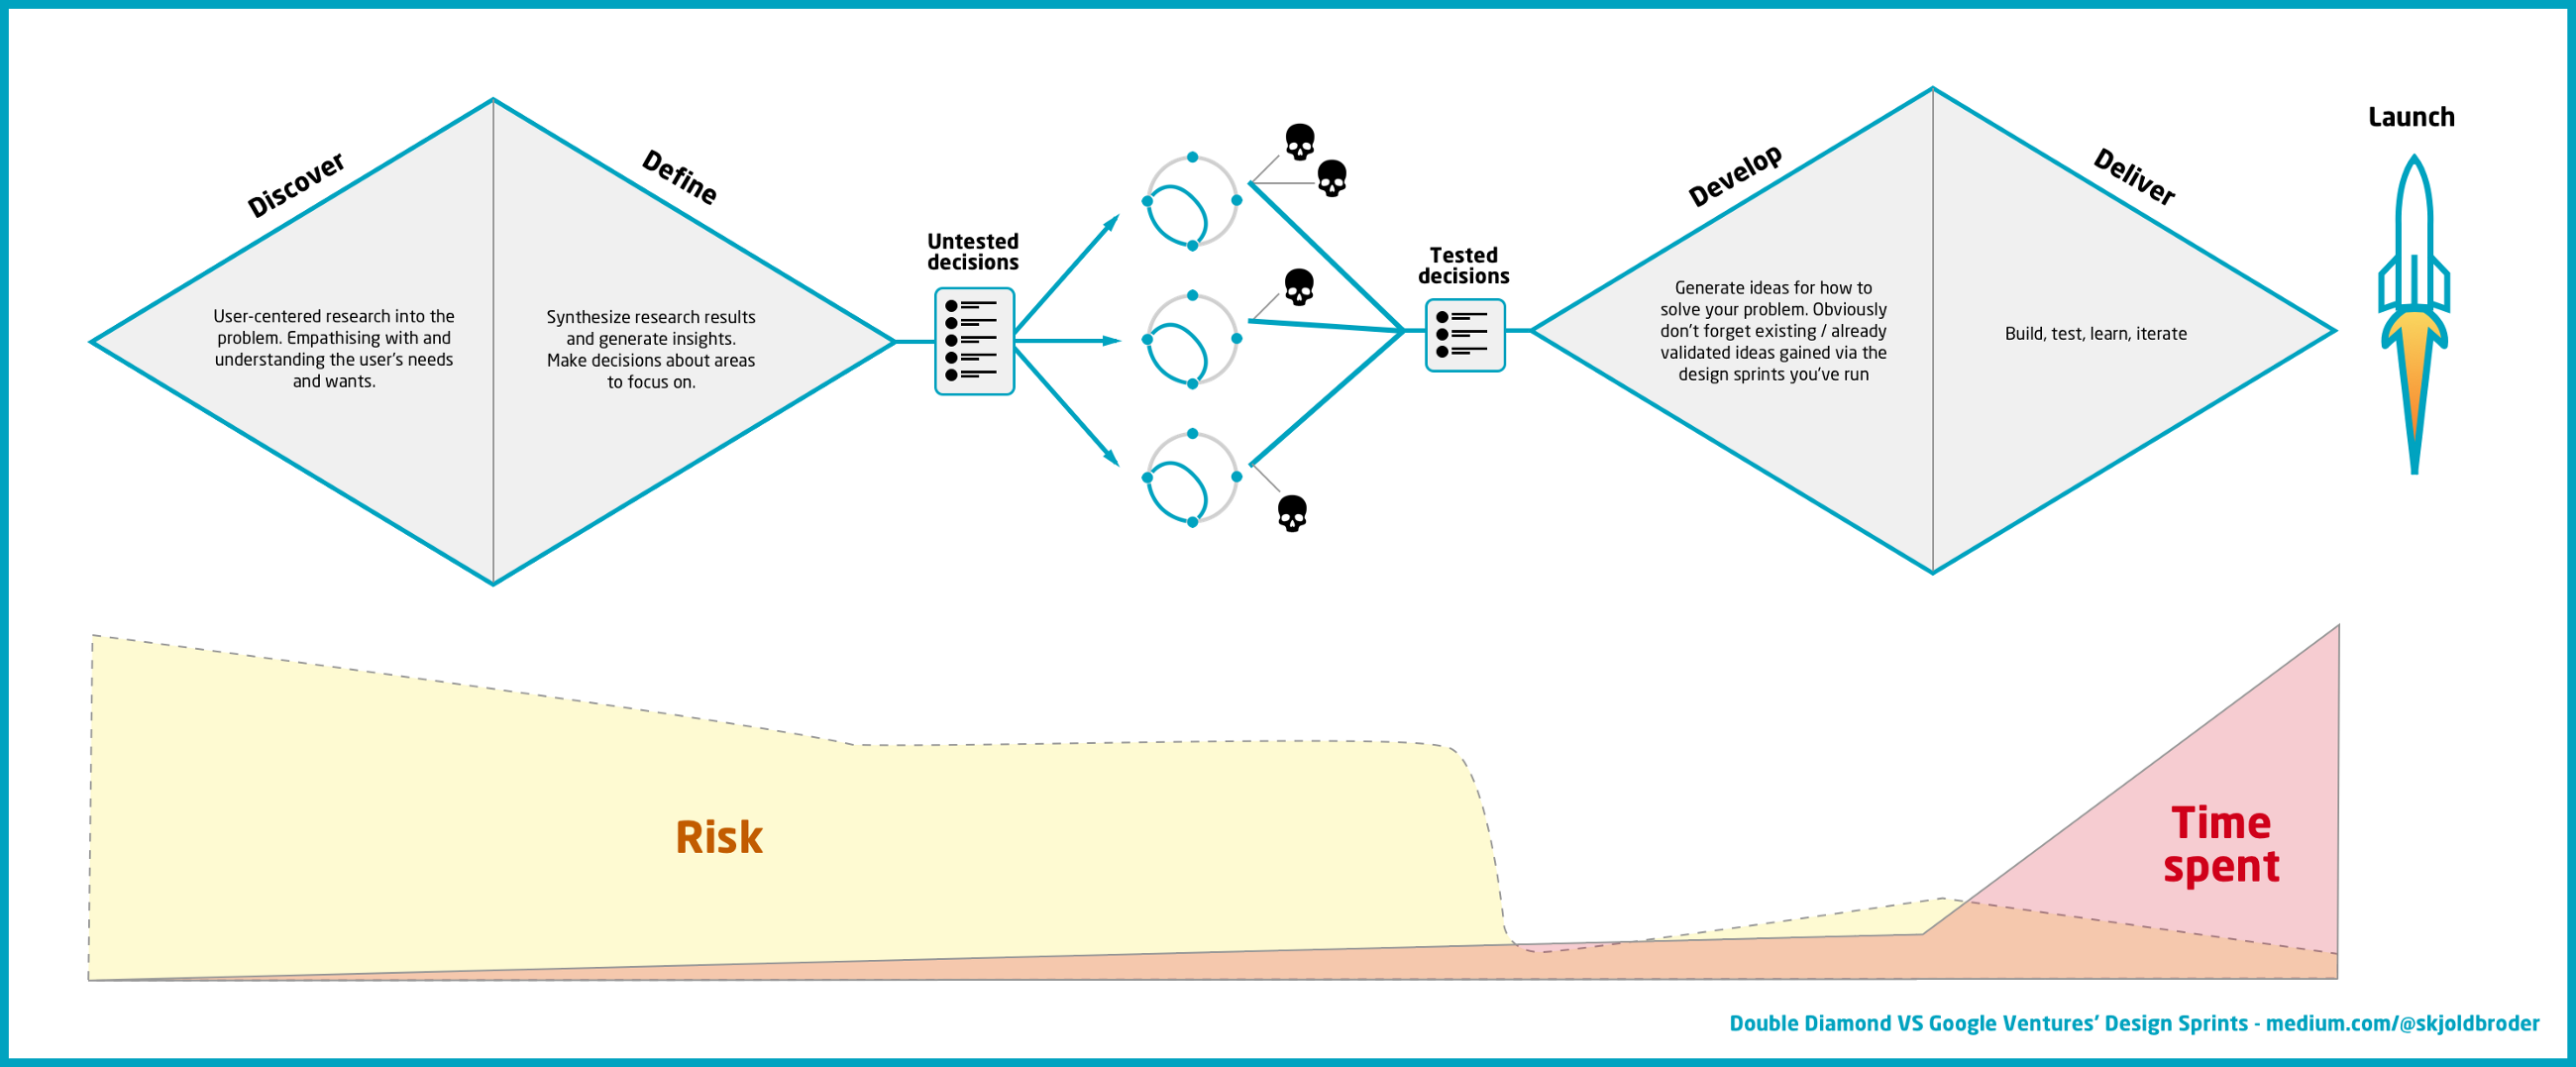 Discover
User-centered research into the
problem. Empathising with and
understanding the user's needs
and wants.
Define
Synthesize research results
and generate insights.
Make decisions about areas
to focus on.
Untested
decisions
Tested
decisions
Develop
Generate ideas for how to
solve your problem. Obviously
don't forget existing / already
validated ideas gained via the
design sprints you've run
Deliver
Build, test, learn, iterate
Launch
Risk
Time
spent
Double Diamond VS Google Ventures' Design Sprints - medium.com/@skjoldbroder